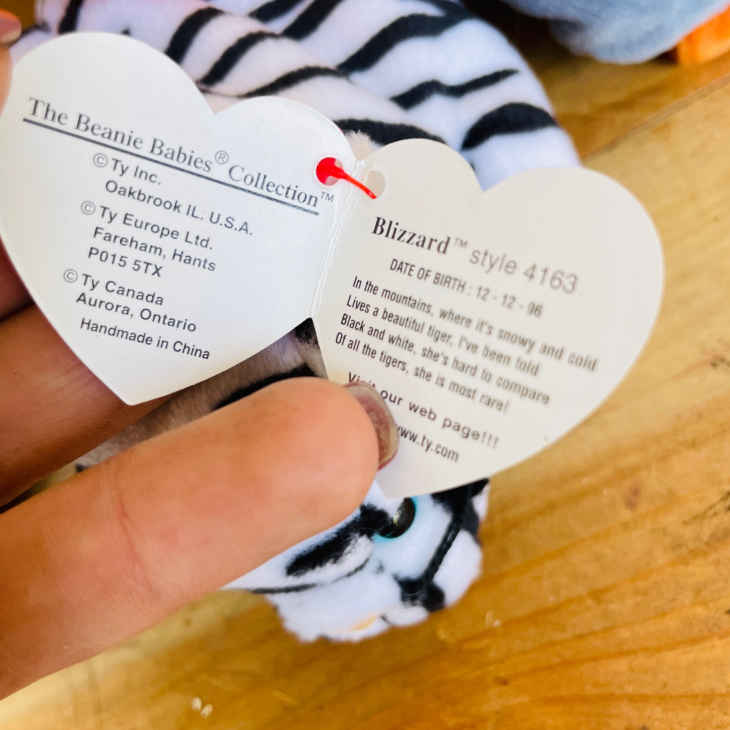 The Beanie Babies® Collection™
©Ty Inc.
Oakbrook IL. U.S.A.
©Ty Europe Ltd.
Fareham, Hants
P015 5TX
©Ty Canada
Aurora, Ontario
Handmade in China
Blizzard™ style 4163
DATE OF BIRTH : 12 - 12 - 96
In the mountains, where it's snowy and cold
Lives a beautiful tiger, I've been told
Black and white, she's hard to compare
Of all the tigers, she is most rare!
Visit our web page!!!
www.ty.com